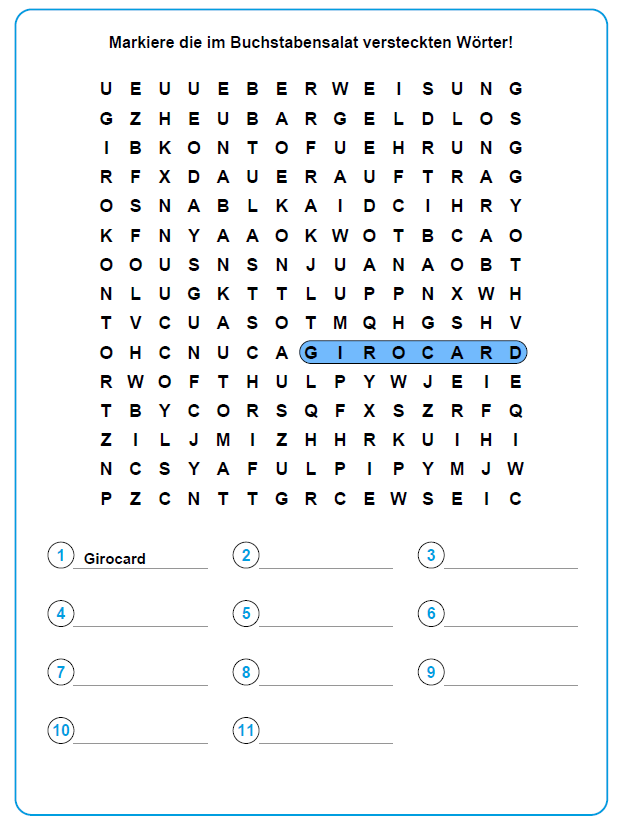 Markiere die im Buchstabensalat versteckten Wörter!
U E U U E B E R W E I S U N G
G Z H E U B A R G E L D L O S
I B K O N T O F U E H R U N G
R F X D A U E R A U F T R A G
O S N A B L K A I D C I H R Y
K F N Y A A O K W O T B C A O
O O U S N S N J U A N A O B T
N L U G K T T L U P P N X W H
T V C U A S O T M Q H G S H V
O H C N U C A G I R O C A R D
R W O F T H U L P Y W J E I E
T B Y C O R S Q F X S Z R F Q
Z I L J M I Z H H R K U I H I
N C S Y A F U L P I P Y M J W
P Z C N T T G R C E W S E I C
1 Girocard 2 3
4 5 6
7 8 9
10 11